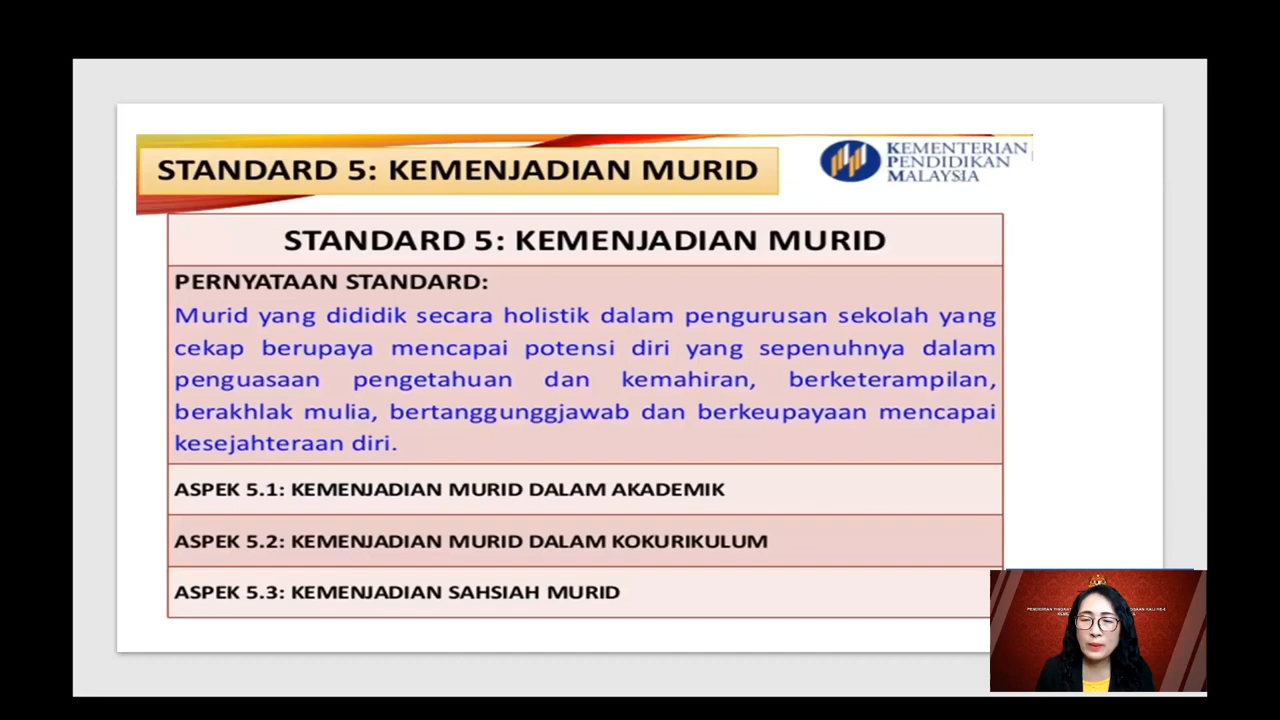 STANDARD 5: KEMENJADIAN MURID
KEMENTERIAN
PENDIDIKAN
MALAYSIA
STANDARD 5: KEMENJADIAN MURID
PERNYATAAN STANDARD:
Murid yang dididik secara holistik dalam pengurusan sekolah yang
cekap berupaya mencapai potensi diri yang sepenuhnya dalam
penguasaan pengetahuan dan kemahiran, berketerampilan,
berakhlak mulia, bertanggunggjawab dan berkeupayaan mencapai
kesejahteraan diri.
ASPEK 5.1: KEMENJADIAN MURID DALAM AKADEMIK
ASPEK 5.2: KEMENJADIAN MURID DALAM KOKURIKULUM
ASPEK 5.3: KEMENJADIAN SAHSIAH MURID